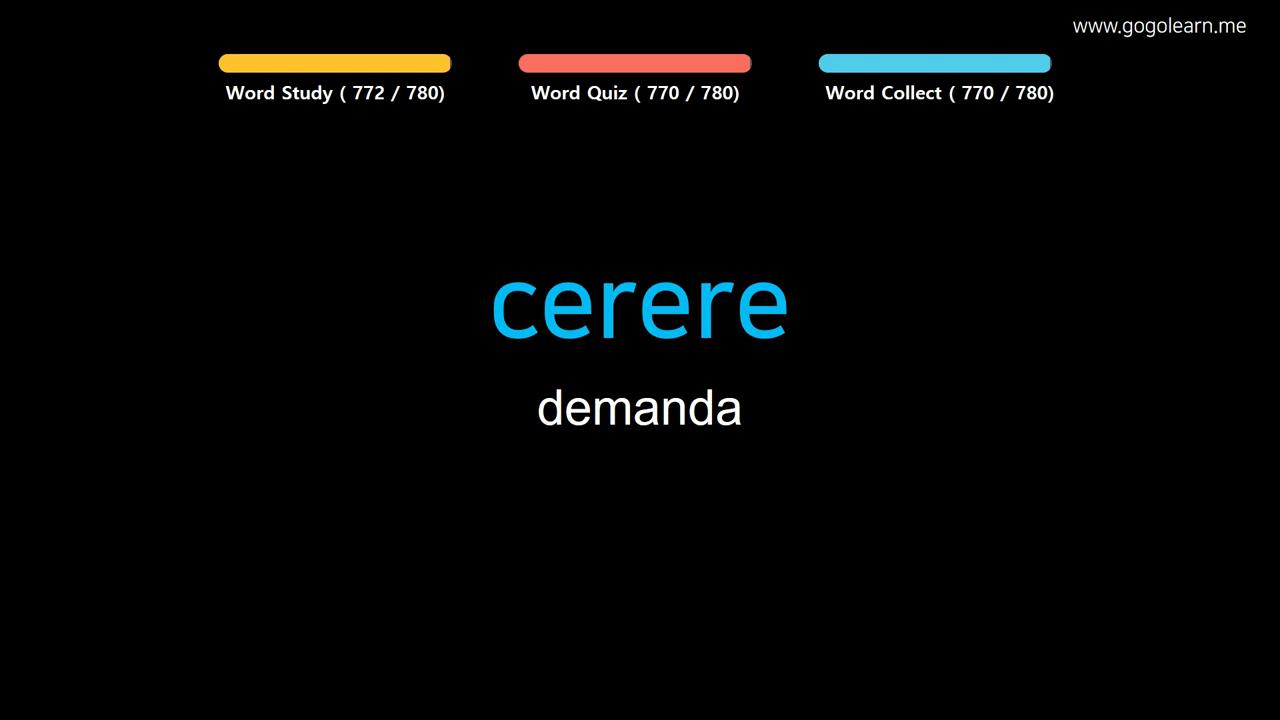 www.gogolearn.me
Word Study ( 772 / 780)
Word Quiz ( 770 / 780)
Word Collect ( 770 / 780)
cerere
demanda